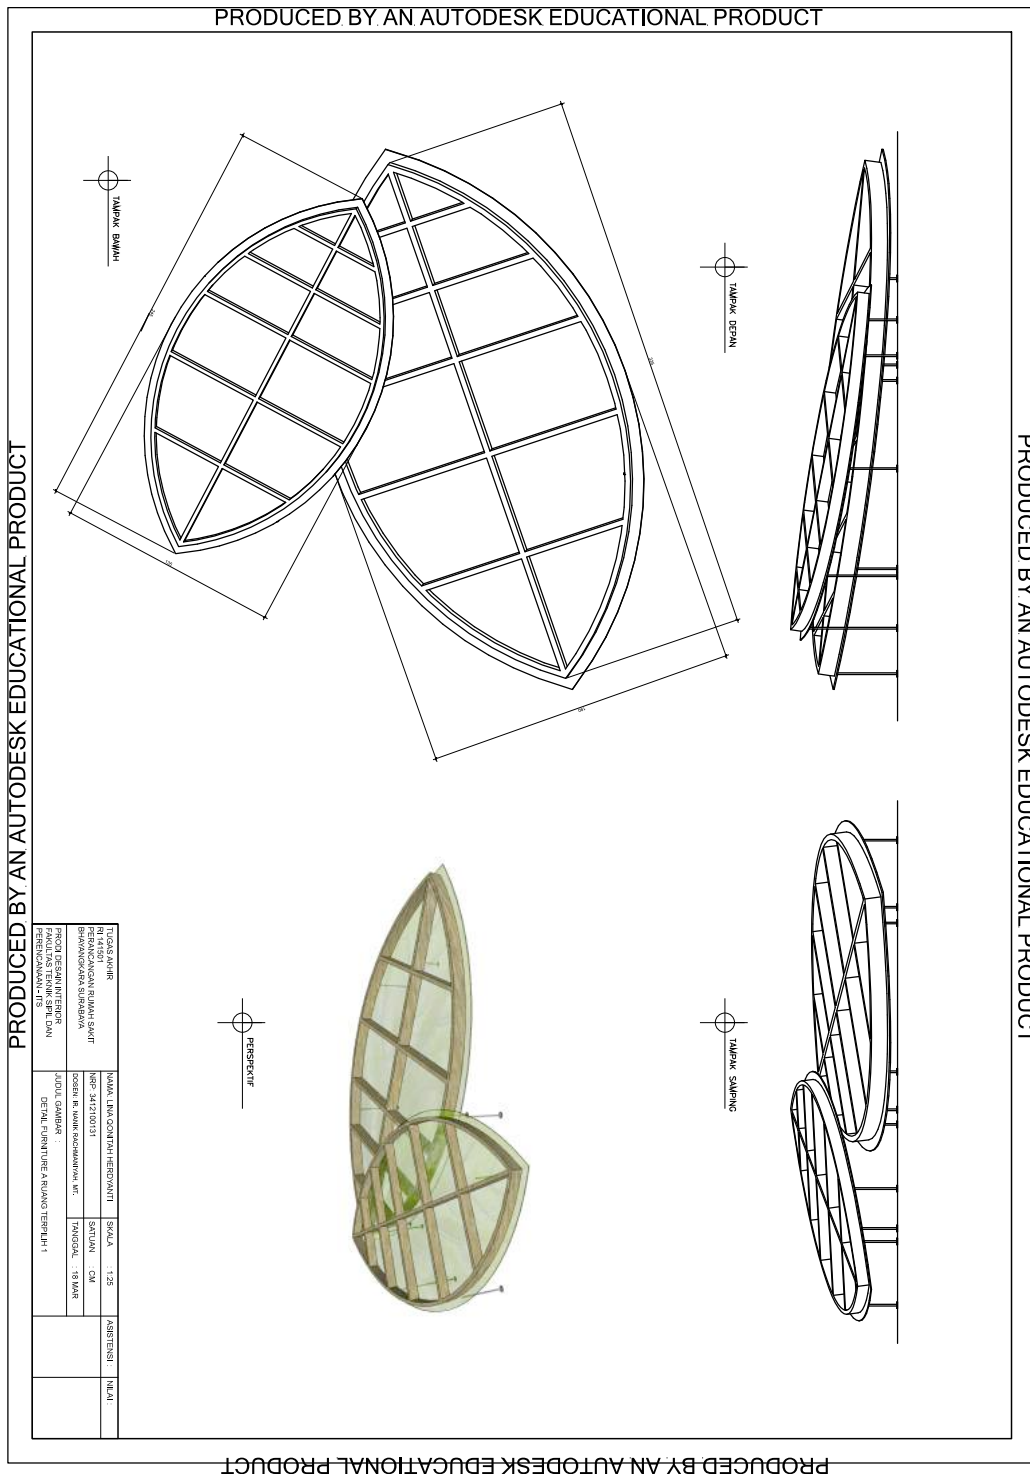 PRODUCED BY AN AUTODESK EDUCATIONAL PRODUCT
PRODUCED BY AN AUTODESK EDUCATIONAL PRODUCT
PRODUCED BY AN AUTODESK EDUCATIONAL PRODUCT
PRODUCED BY AN AUTODESK EDUCATIONAL PRODUCT
TAMPAK BAWAH
TAMPAK DEPAN
TAMPAK SAMPING
PERSPEKTIF
TUGAS AKHIR
RI 141501
PERANCANGAN RUMAH SAKIT
BHAYANGKARA SURABAYA
PRODI DESAIN INTERIOR
FAKULTAS TEKNIK SIPIL DAN
PERENCANAAN - ITS
NAMA: LINA QONITAH HERDYANTI
NRP: 3412100131
DOSEN: IR. NANIK RACHMANIYAH, MT.
JUDUL GAMBAR :
DETAIL FURNITURE A RUANG TERPILIH 1
SKALA : 1:25
SATUAN : CM
TANGGAL : 18 MAR
ASISTENSI :
NILAI :